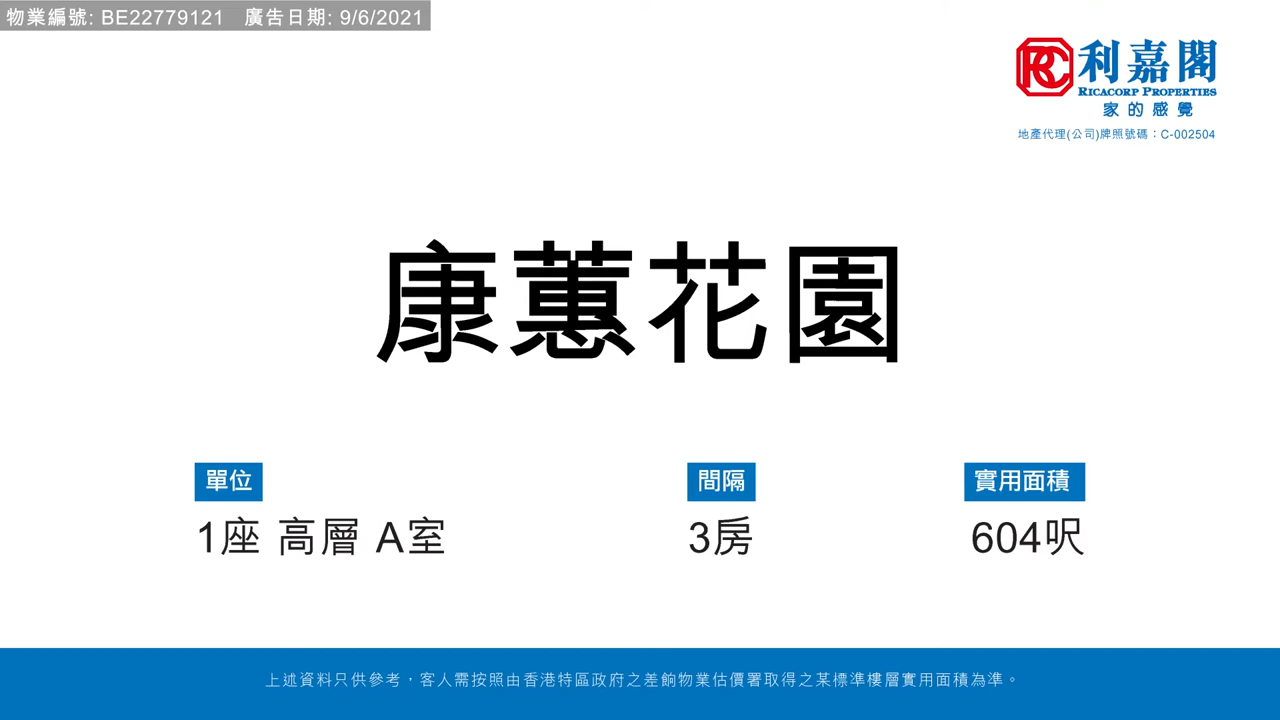 物業編號: BE22779121 廣告日期: 9/6/2021
RC 利嘉閣
RICACORP PROPERTIES
家的感覺
地產代理(公司)牌照號碼：C-002504
康蕙花園
單位
1座 高層 A室
間隔
3房
實用面積
604呎
上述資料只供參考，客人需按照由香港特區政府之差餉物業估價署取得之某標準樓層實用面積為準。